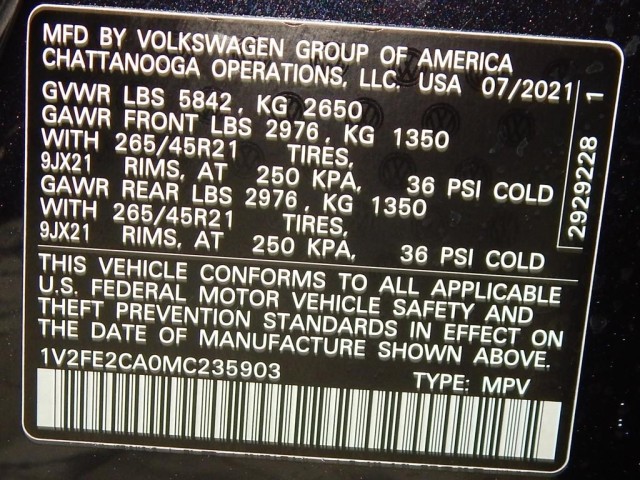 MFD BY VOLKSWAGEN GROUP OF AMERICA
CHATTANOOGA OPERATIONS, LLC. USA 07/2021
GVWR LBS 5842, KG 2650
GAWR FRONT LBS 2976, KG 1350
WITH 265/45R21 TIRES,
9JX21 RIMS, AT 250 KPA, 36 PSI COLD
GAWR REAR LBS 2976, KG 1350
WITH 265/45R21 TIRES,
9JX21 RIMS, AT 250 KPA, 36 PSI COLD
2929228 1
THIS VEHICLE CONFORMS TO ALL APPLICABLE
U.S. FEDERAL MOTOR VEHICLE SAFETY AND
THEFT PREVENTION STANDARDS IN EFFECT ON
THE DATE OF MANUFACTURE SHOWN ABOVE.
1V2FE2CA0MC235903 TYPE: MPV